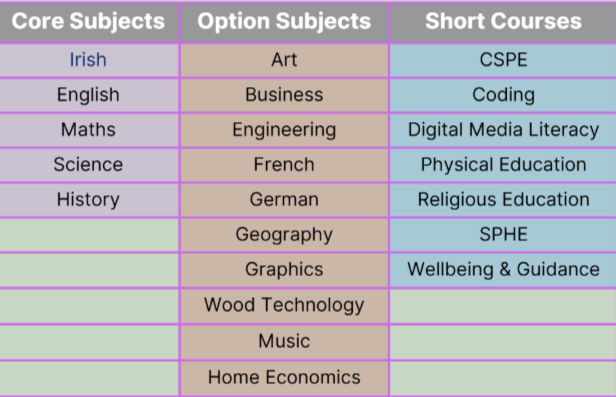 Core Subjects Option Subjects Short Courses
Irish Art CSPE
English Business Coding
Maths Engineering Digital Media Literacy
Science French Physical Education
History German Religious Education
Geography SPHE
Graphics Wellbeing & Guidance
Wood Technology
Music
Home Economics